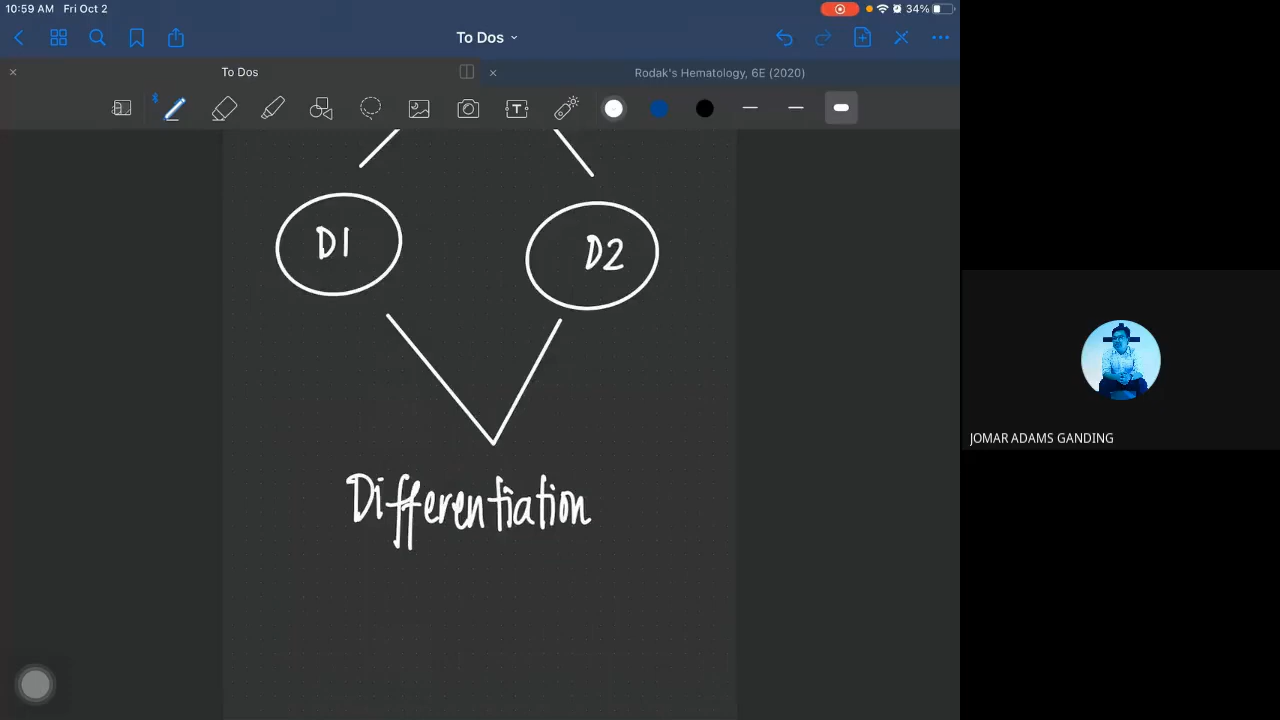 10:59 AM Fri Oct 2 34%
To Dos
To Dos
Rodak's Hematology, 6E (2020)
T
D1 D2
Differentiation
JOMAR ADAMS GANDING